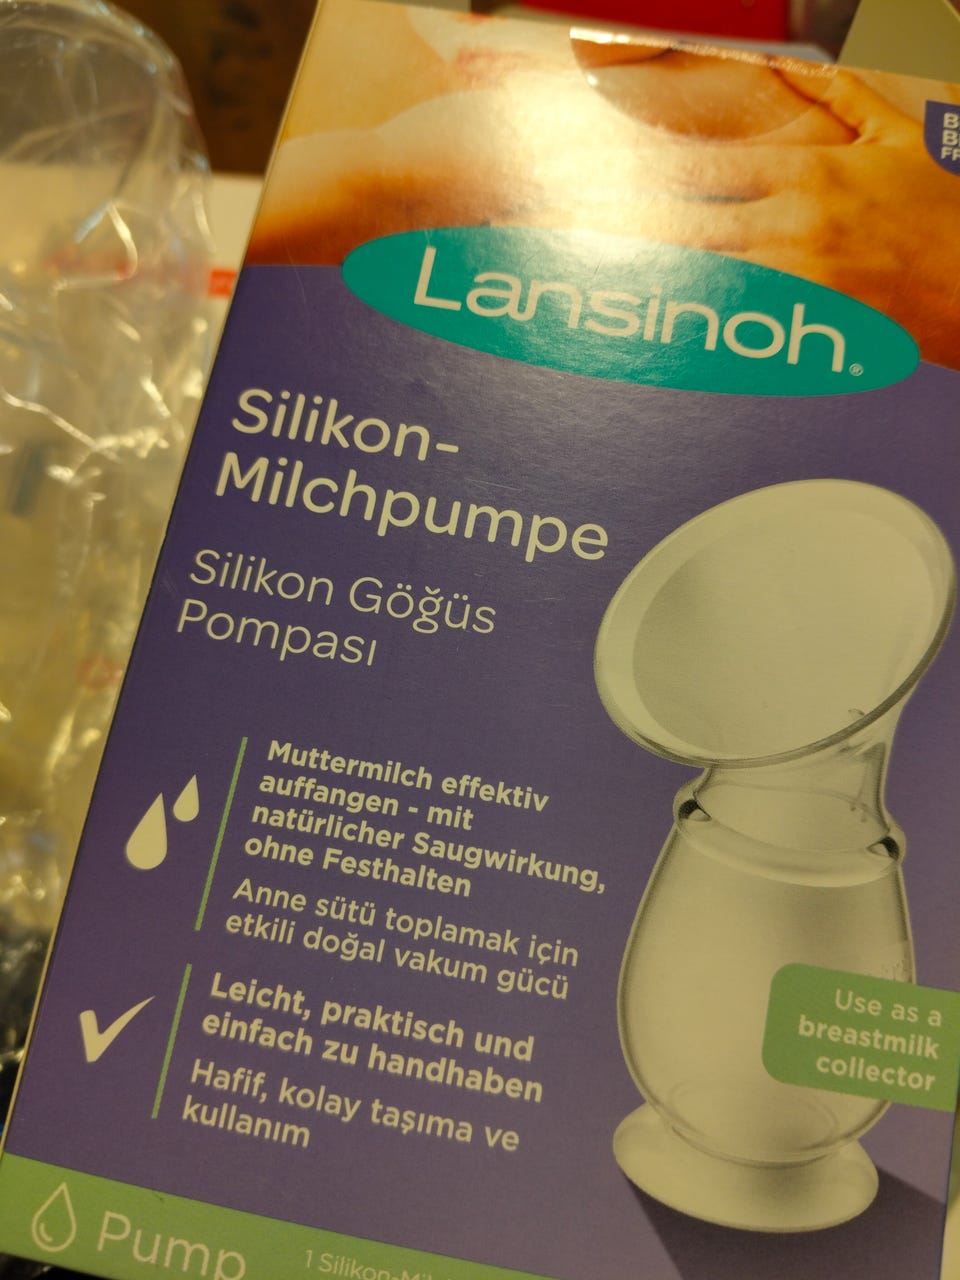 Lansinoh®
Silikon-
Milchpumpe
Silikon Göğüs
Pompası
Muttermilch effektiv
auffangen - mit
natürlicher Saugwirkung,
ohne Festhalten
Anne sütü toplamak için
etkili doğal vakum gücü
Leicht, praktisch und
einfach zu handhaben
Hafif, kolay taşıma ve
kullanım
Use as a
breastmilk
collector
Pump
1